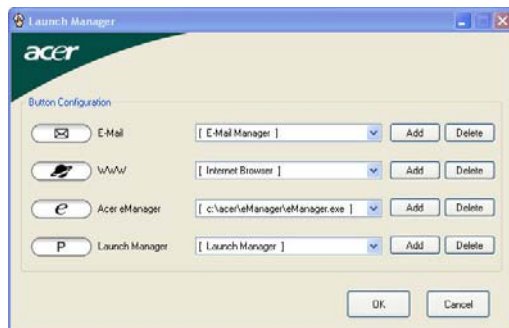 Launch Manager
acer
Button Configuration
E-Mail [ E-Mail Manager ] Add Delete
WWW [ Internet Browser ] Add Delete
e Acer eManager [ c:\acer\eManager\eManager.exe ] Add Delete
P Launch Manager [ Launch Manager ] Add Delete
OK Cancel